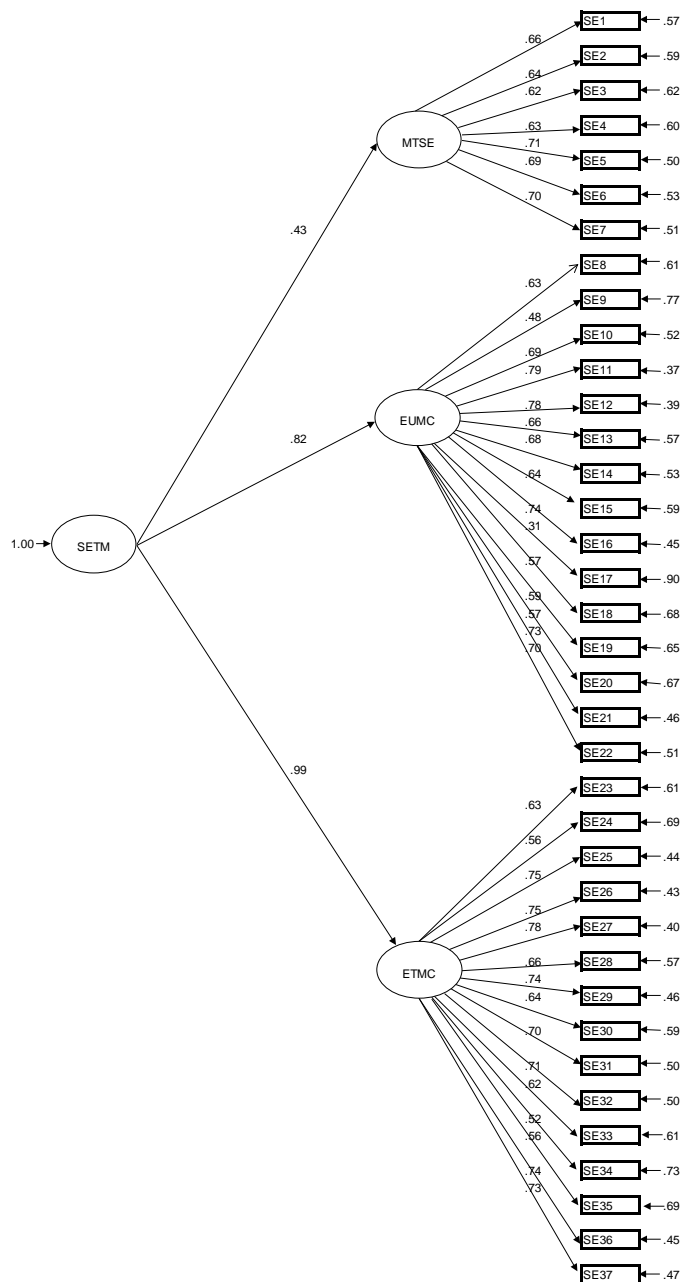 SE1 .57
.66
SE2 .59
.64
SE3 .62
.62
SE4 .60
.63
MTSE
.71
SE5 .50
.69
SE6 .53
.70
SE7 .51
.43
SE8 .61
.63
SE9 .77
.48
SE10 .52
.69
SE11 .37
.79
SE12 .39
.78
EUMC
.66
SE13 .57
.82
.68
SE14 .53
.64
SE15 .59
.74
SE16 .45
.31
1.00
SETM
.57
SE17 .90
.59
SE18 .68
.57
.73
SE19 .65
.70
SE20 .67
SE21 .46
SE22 .51
.99
SE23 .61
.63
SE24 .69
.56
SE25 .44
.75
SE26 .43
.75
.78
SE27 .40
.66
SE28 .57
ETMC
.74
SE29 .46
.64
SE30 .59
.70
SE31 .50
.71
.62
SE32 .50
.52
SE33 .61
.56
SE34 .73
.74
.73
SE35 .69
SE36 .45
SE37 .47